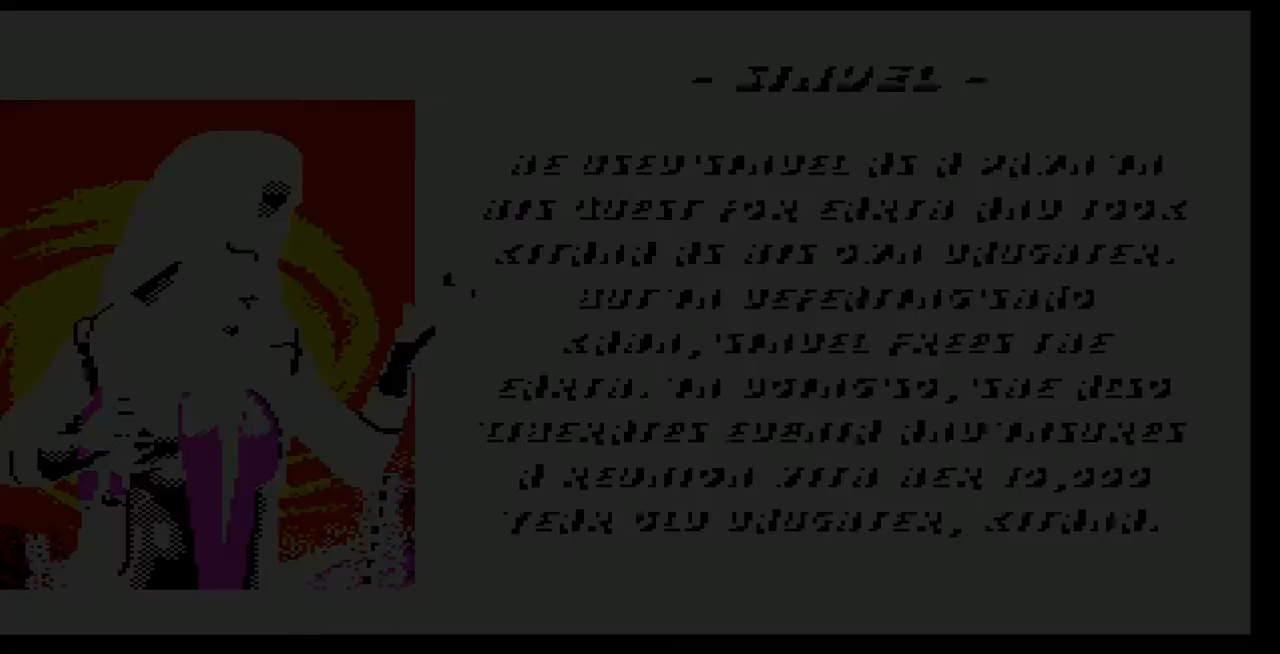 - SINDEL -
HE USED SINDEL AS A PAWN IN
HIS QUEST FOR EARTH AND TOOK
KITANA AS HIS OWN DAUGHTER.
BUT IN DEFEATING SHAO
KHAN, SINDEL FREES THE
EARTH. IN DOING SO, SHE ALSO
LIBERATES EDENIA AND INSURES
A REUNION WITH HER 10,000
YEAR OLD DAUGHTER, KITANA.